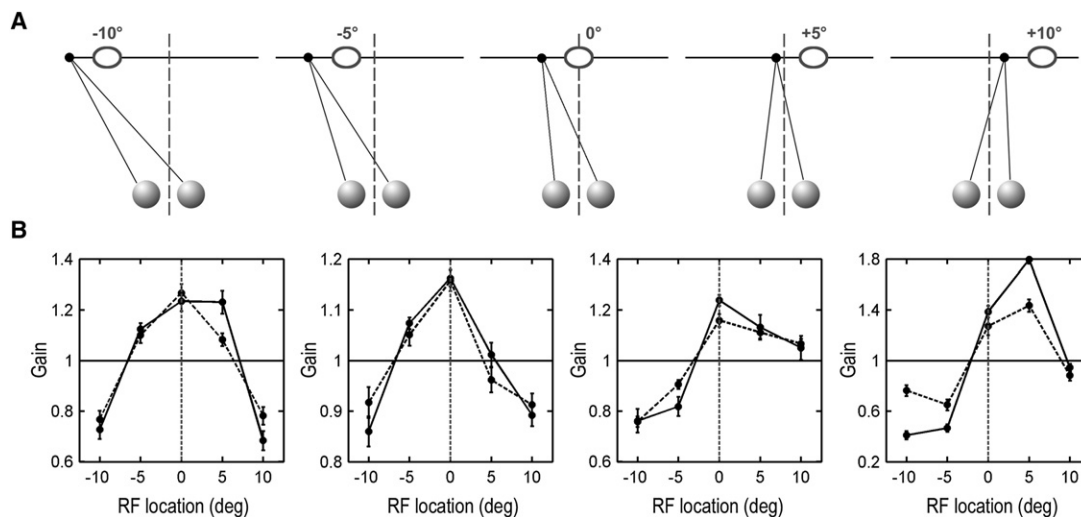 A
-10° -5° 0° +5° +10°
B
1.4 1.2 1.4 1.8
1.2 1.1 1.2 1.4
Gain 1 Gain 1 Gain 1 Gain 1
0.8 0.9 0.8 0.6
0.6 0.8 0.6 0.2
-10 -5 0 5 10 -10 -5 0 5 10 -10 -5 0 5 10 -10 -5 0 5 10
RF location (deg) RF location (deg) RF location (deg) RF location (deg)